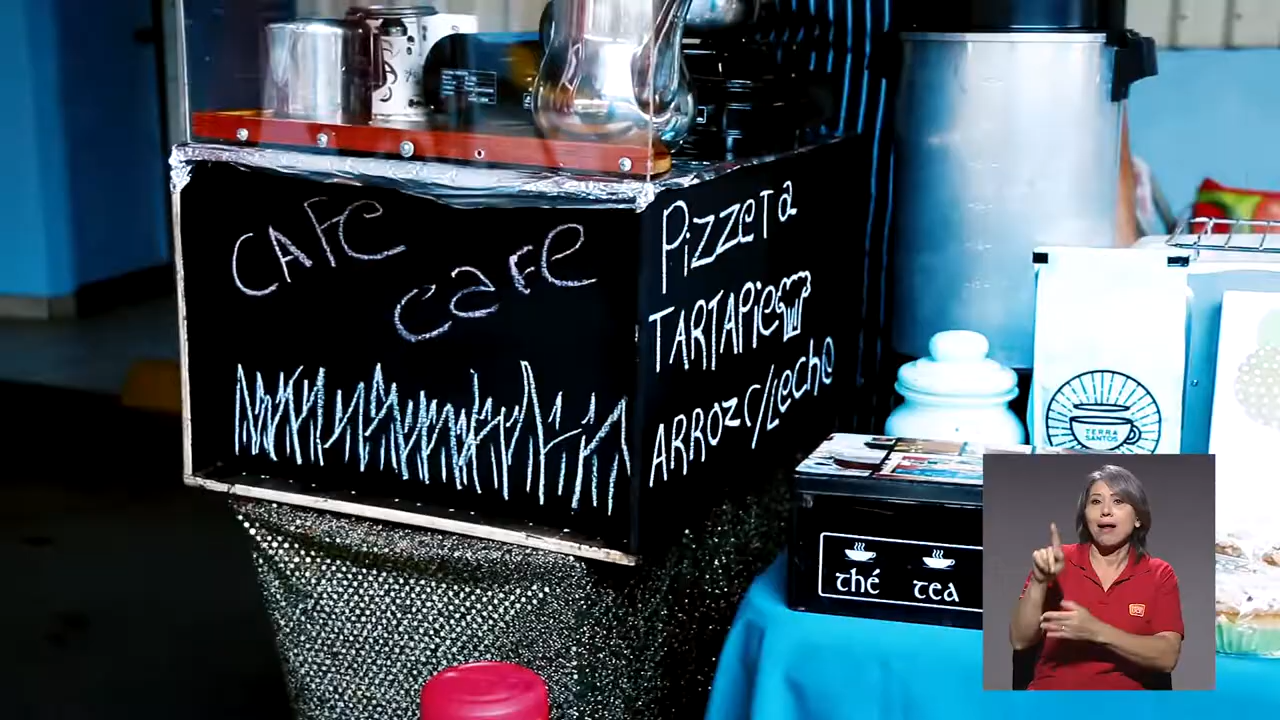 CAFE
cafe
Pizzeta
TARTAPie
ARROZ c/Leche
TERRA
SANTOS
thé tea